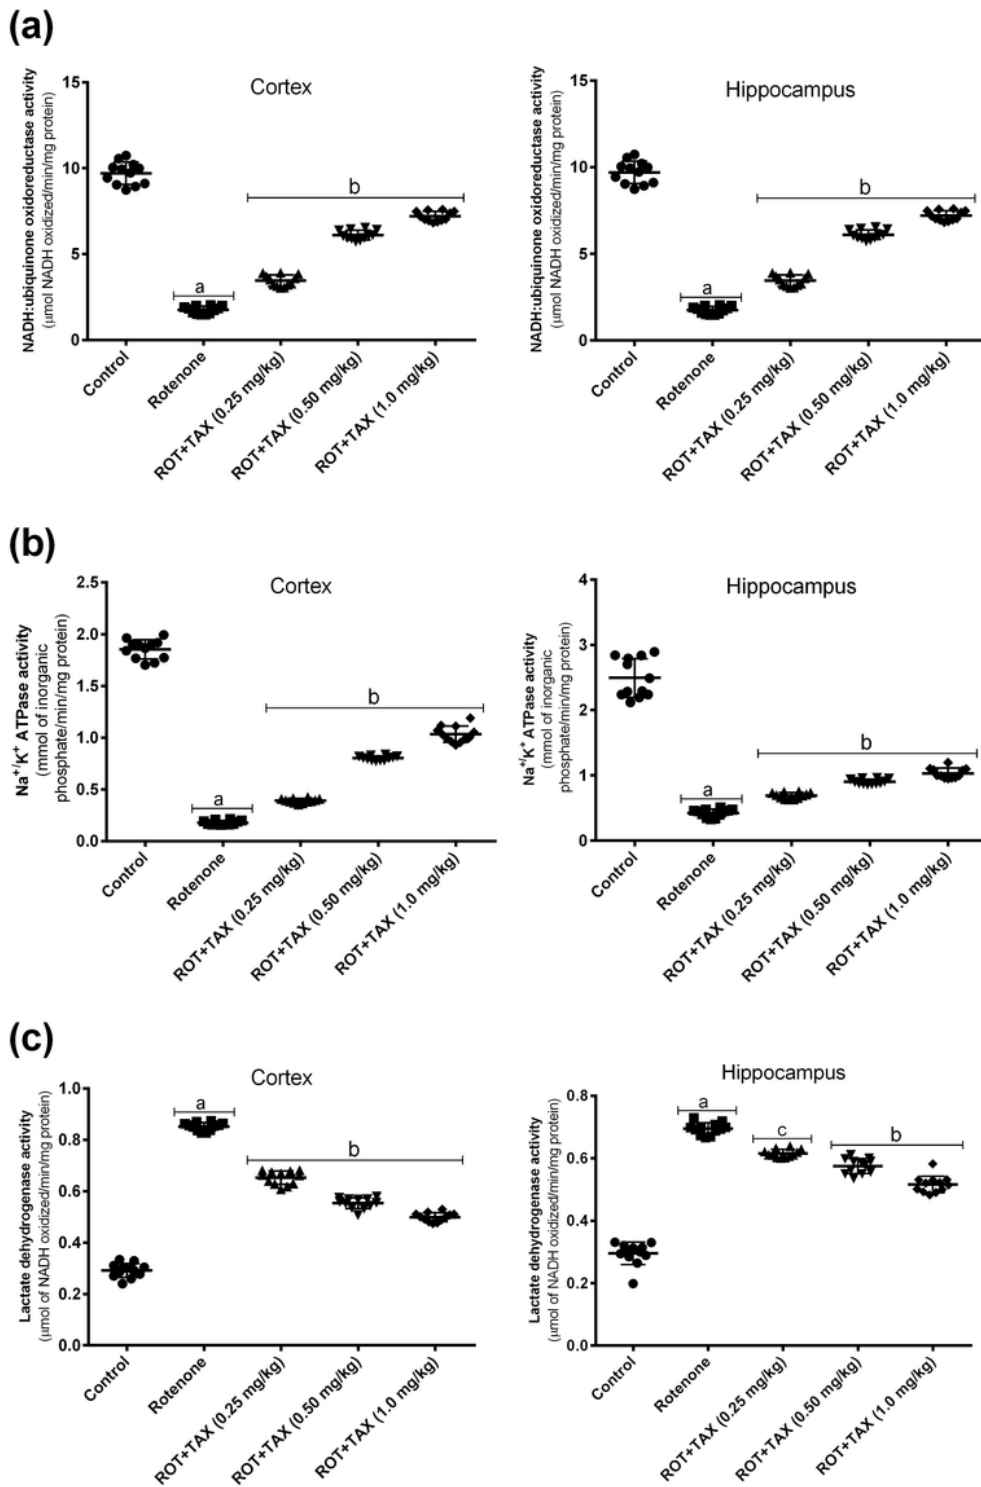 (a)
Cortex
NADH:ubiquinone oxidoreductase activity
(μmol NADH oxidized/min/mg protein)
15
10
5
0
a
b
Control
Rotenone
ROT+TAX (0.25 mg/kg)
ROT+TAX (0.50 mg/kg)
ROT+TAX (1.0 mg/kg)
Hippocampus
NADH:ubiquinone oxidoreductase activity
(μmol NADH oxidized/min/mg protein)
15
10
5
0
a
b
Control
Rotenone
ROT+TAX (0.25 mg/kg)
ROT+TAX (0.50 mg/kg)
ROT+TAX (1.0 mg/kg)
(b)
Cortex
Na⁺/K⁺ ATPase activity
(mmol of inorganic
phosphate/min/mg protein)
2.5
2.0
1.5
1.0
0.5
0.0
a
b
Control
Rotenone
ROT+TAX (0.25 mg/kg)
ROT+TAX (0.50 mg/kg)
ROT+TAX (1.0 mg/kg)
Hippocampus
Na⁺/K⁺ ATPase activity
(mmol of inorganic
phosphate/min/mg protein)
4
3
2
1
0
a
b
Control
Rotenone
ROT+TAX (0.25 mg/kg)
ROT+TAX (0.50 mg/kg)
ROT+TAX (1.0 mg/kg)
(c)
Cortex
Lactate dehydrogenase activity
(μmol of NADH oxidized/min/mg protein)
1.0
0.8
0.6
0.4
0.2
0.0
a
b
Control
Rotenone
ROT+TAX (0.25 mg/kg)
ROT+TAX (0.50 mg/kg)
ROT+TAX (1.0 mg/kg)
Hippocampus
Lactate dehydrogenase activity
(μmol of NADH oxidized/min/mg protein)
0.8
0.6
0.4
0.2
0.0
a
c
b
Control
Rotenone
ROT+TAX (0.25 mg/kg)
ROT+TAX (0.50 mg/kg)
ROT+TAX (1.0 mg/kg)